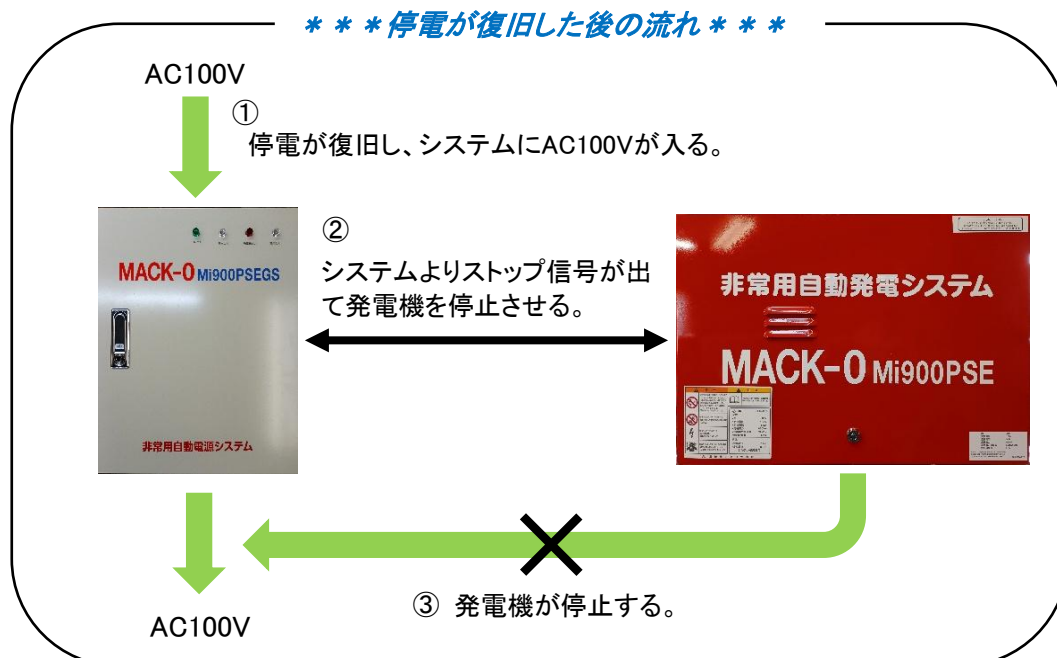 ＊＊＊停電が復旧した後の流れ＊＊＊
AC100V
①
停電が復旧し、システムにAC100Vが入る。
②
システムよりストップ信号が出
て発電機を停止させる。
MACK-0 Mi900PSEGS
非常用自動電源システム
非常用自動発電システム
MACK-0 Mi900PSE
③ 発電機が停止する。
AC100V